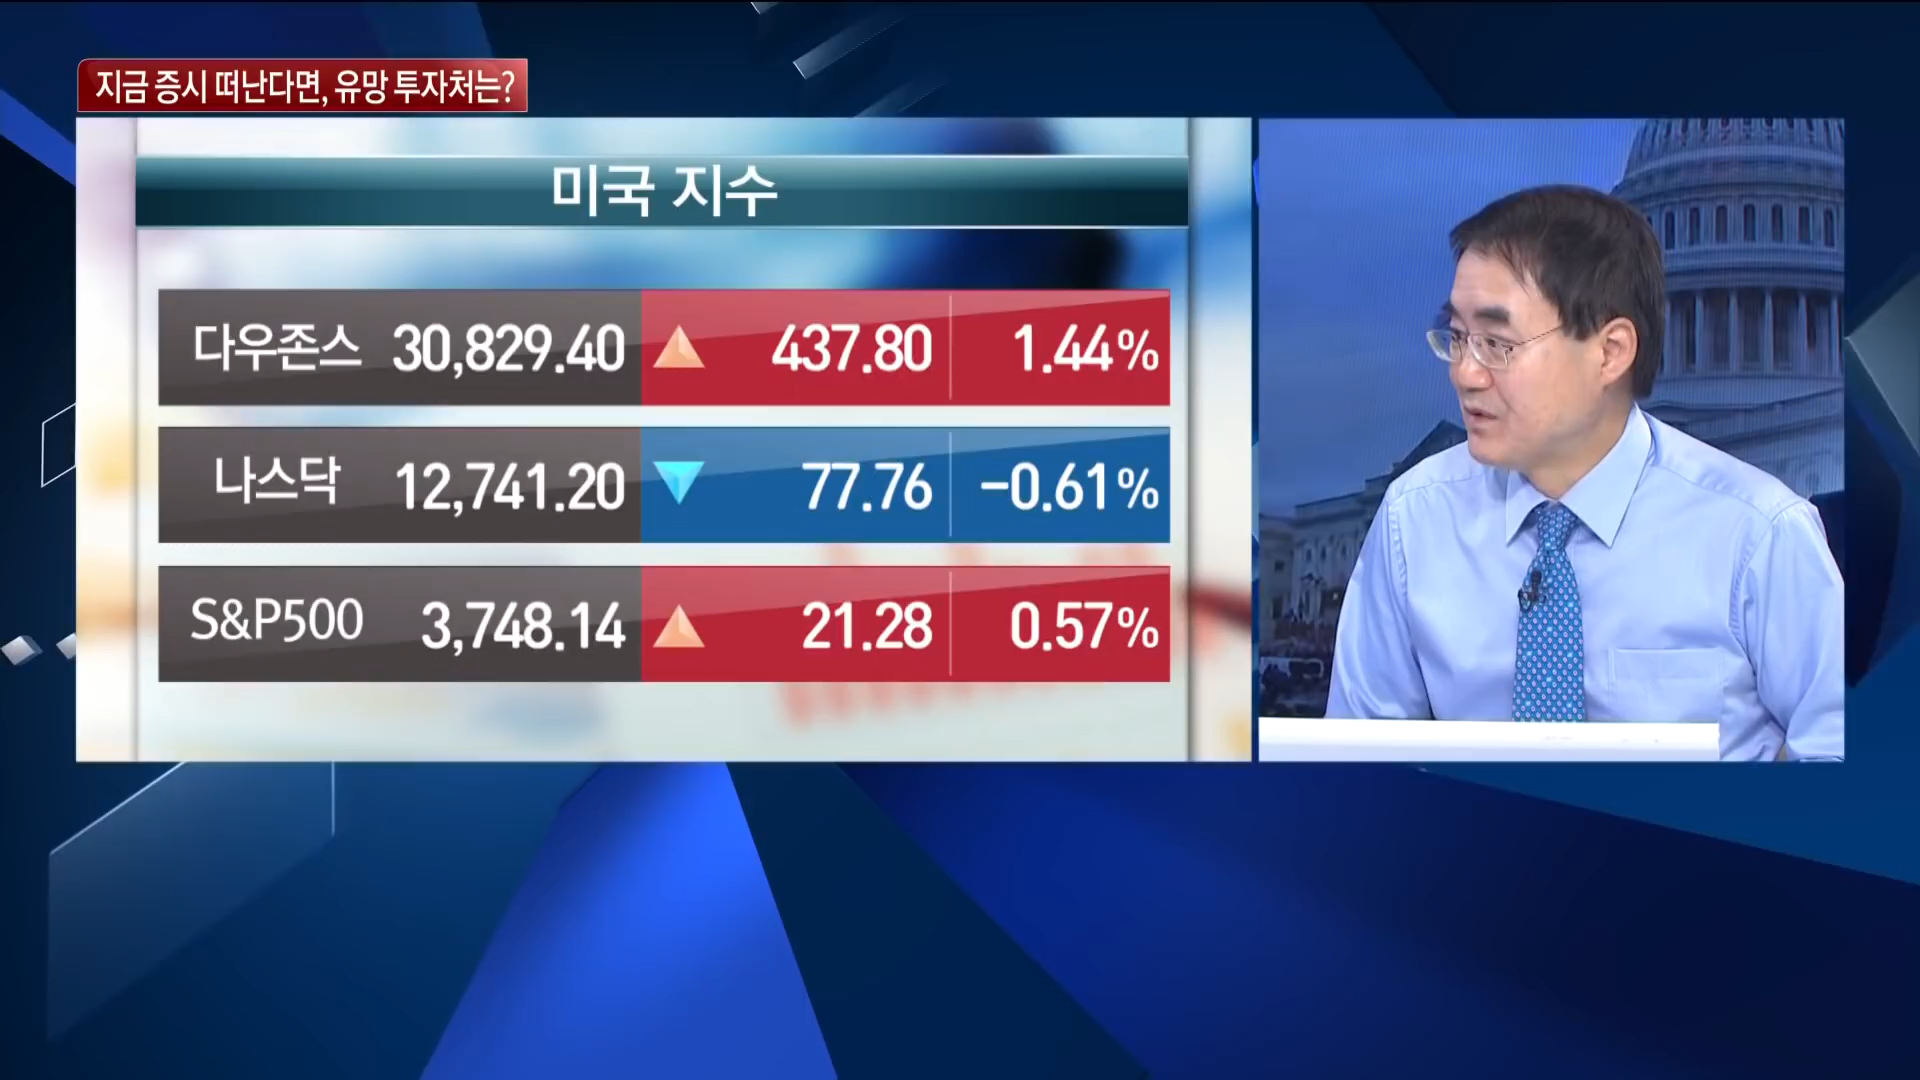 지금 증시 떠난다면, 유망 투자처는?
미국 지수
다우존스 30,829.40 ▲ 437.80 1.44%
나스닥 12,741.20 ▼ 77.76 -0.61%
S&P500 3,748.14 ▲ 21.28 0.57%